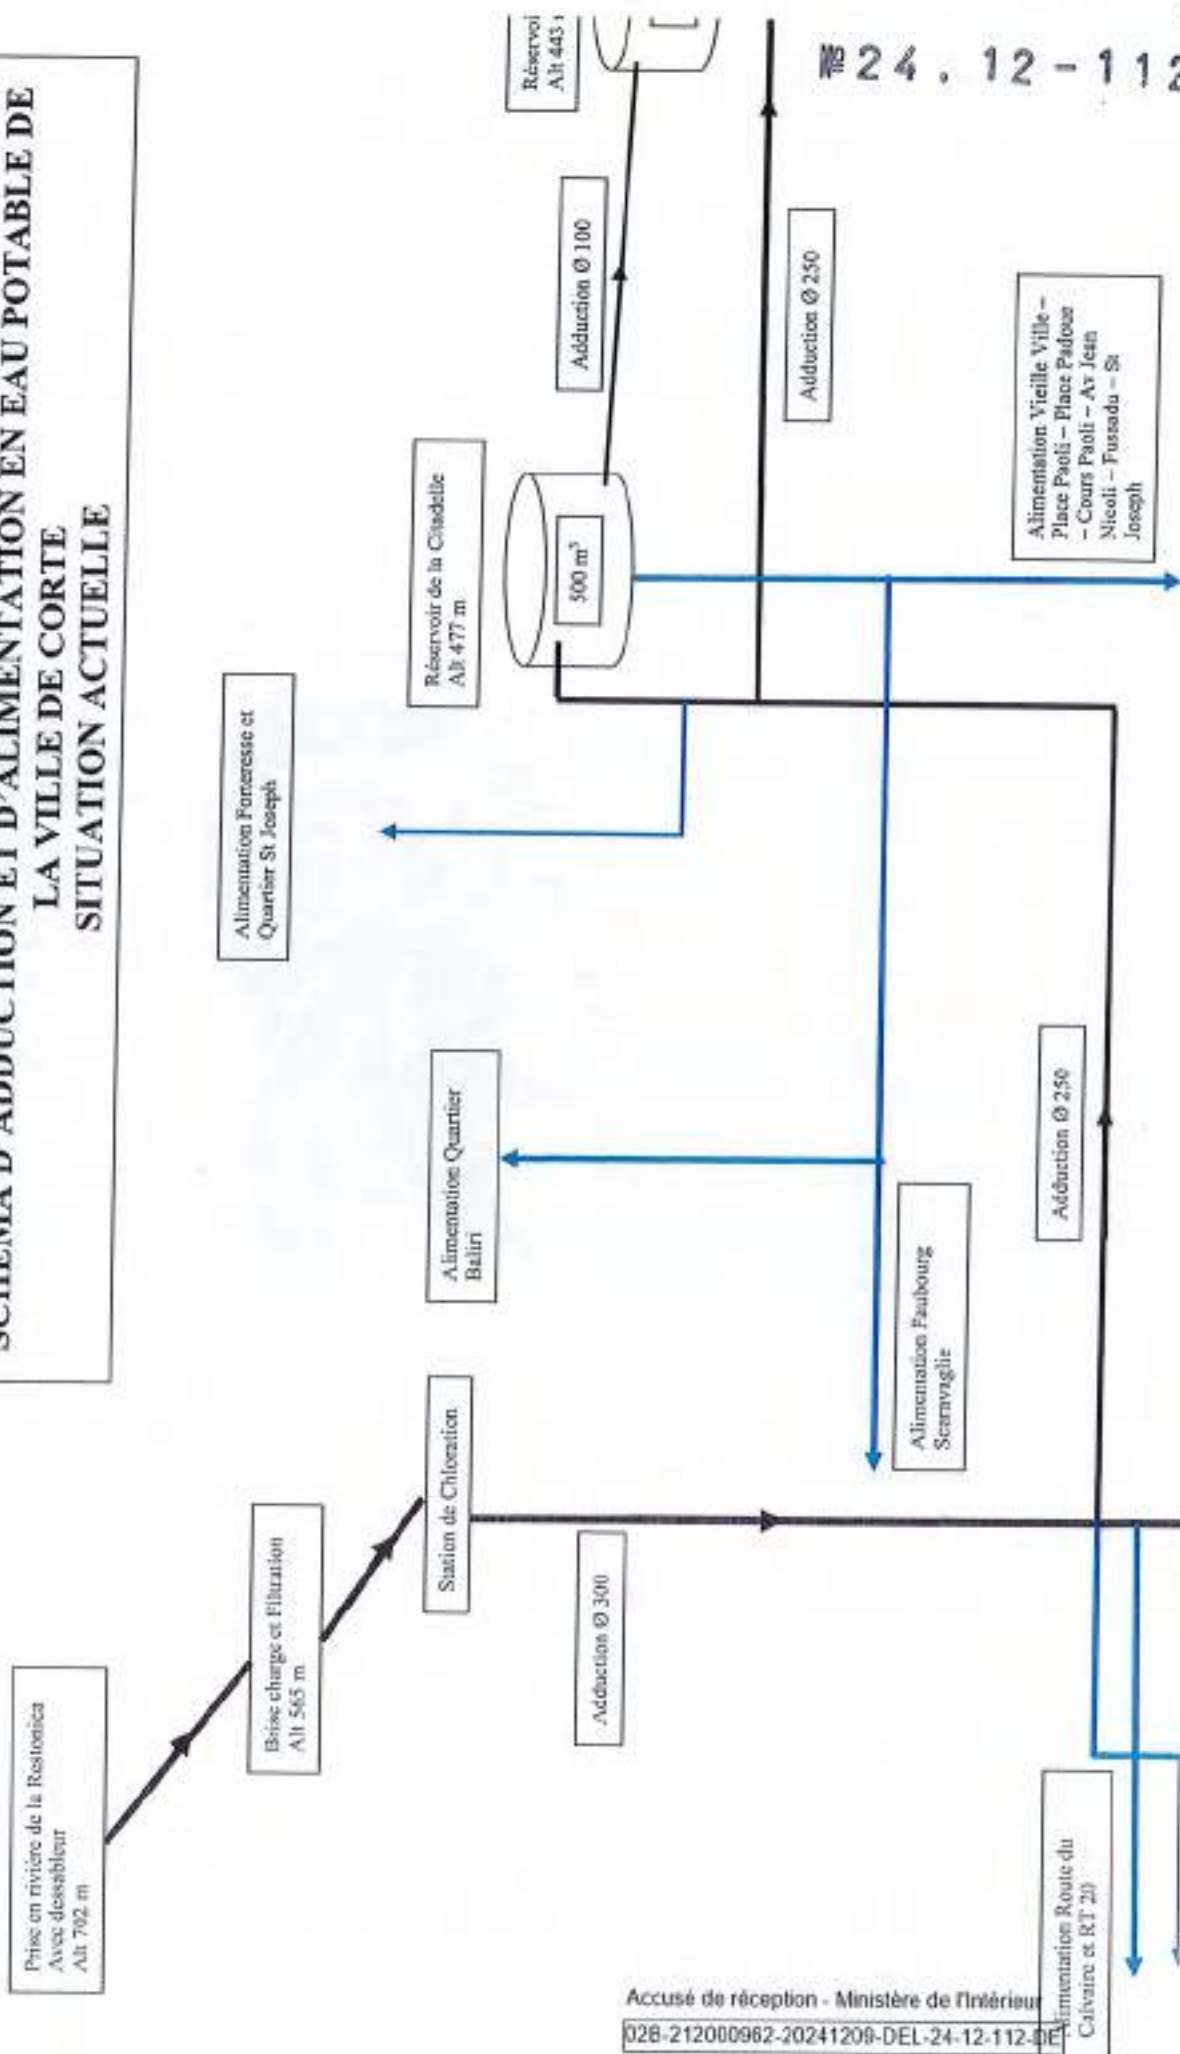 SCHEMA D'ADDUCTION ET D'ALIMENTATION EN EAU POTABLE DE
LA VILLE DE CORTE
SITUATION ACTUELLE
Prise en rivière de la Restonica
Avec dessableur
Alt 702 m
Brise charge et Filtration
Alt 565 m
Station de Chloration
Adduction Ø 300
Alimentation Quartier
Baliri
Alimentation Forteresse et
Quartier St Joseph
Réservoir de la Citadelle
Alt 477 m
500 m³
Réservoi
Alt 443
Adduction Ø 100
Adduction Ø 250
Alimentation Vieille Ville –
Place Paoli – Place Padoue
– Cours Paoli – Av Jean
Nicoli – Fussadu – St
Joseph
Alimentation Faubourg
Scaravaglie
Adduction Ø 250
Alimentation Route du
Calvaire et RT 20
24.12-112
Accusé de réception - Ministère de l'Intérieur
02B-212000962-20241209-DEL-24-12-112-DE